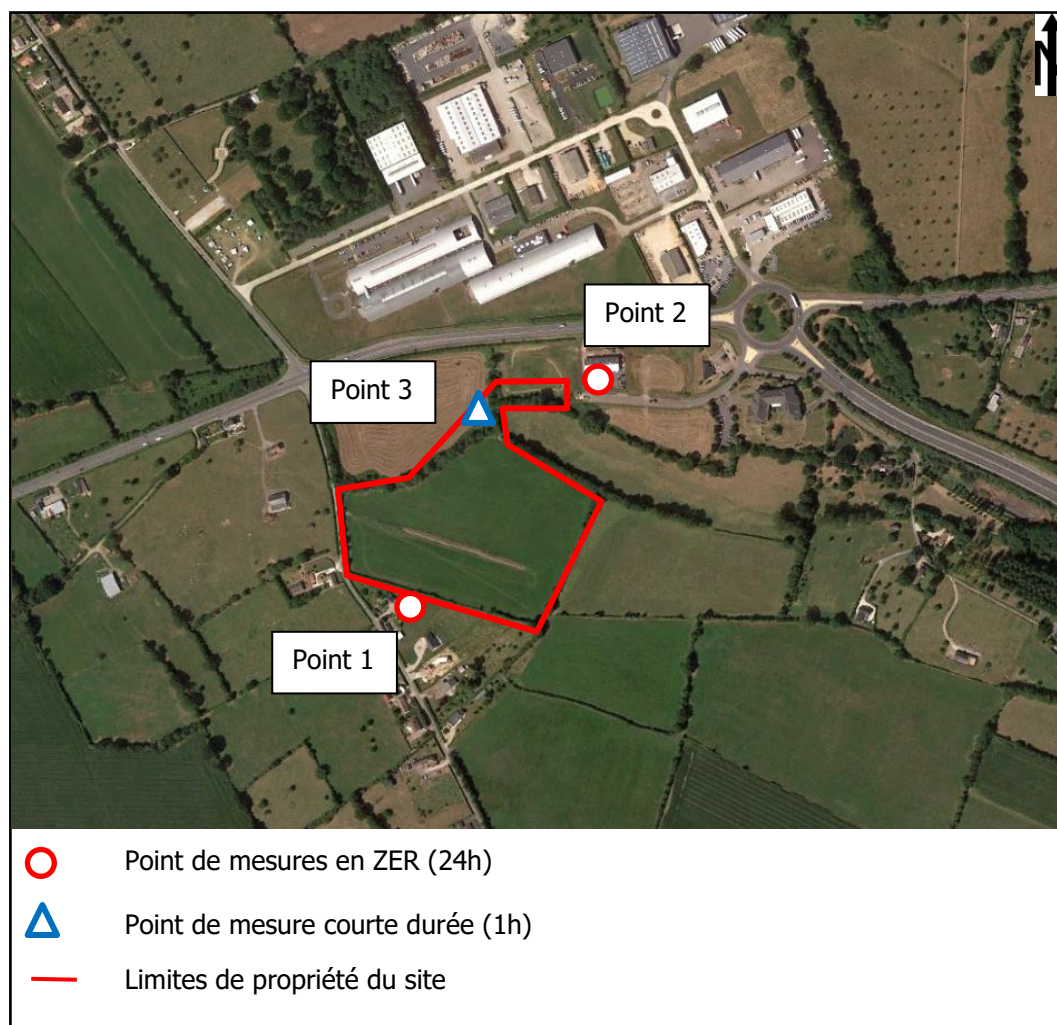 N
Point 2
Point 3
Point 1
Point de mesures en ZER (24h)
Point de mesure courte durée (1h)
Limites de propriété du site